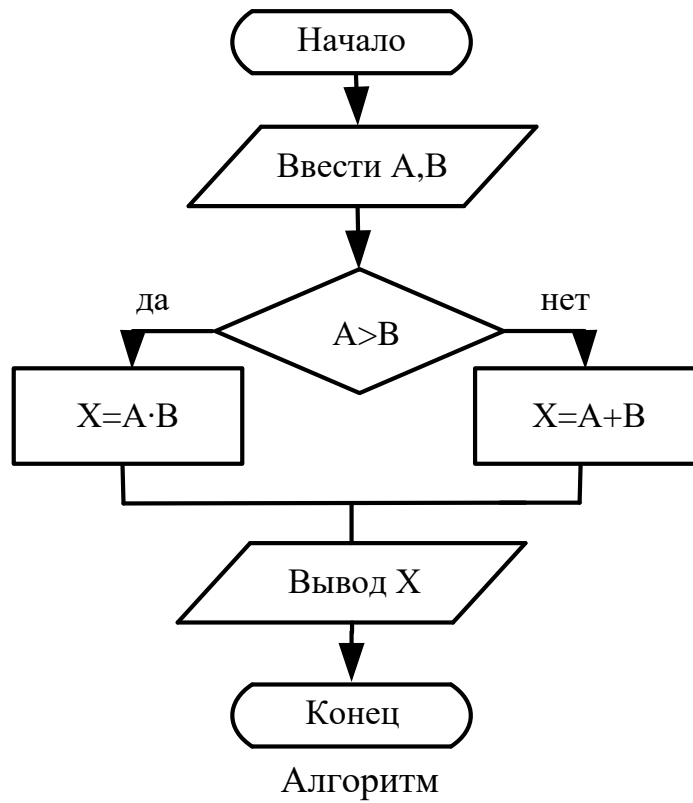 Начало
Ввести А,В
да
нет
А>В
Х=А·В
Х=А+В
Вывод Х
Конец
Алгоритм